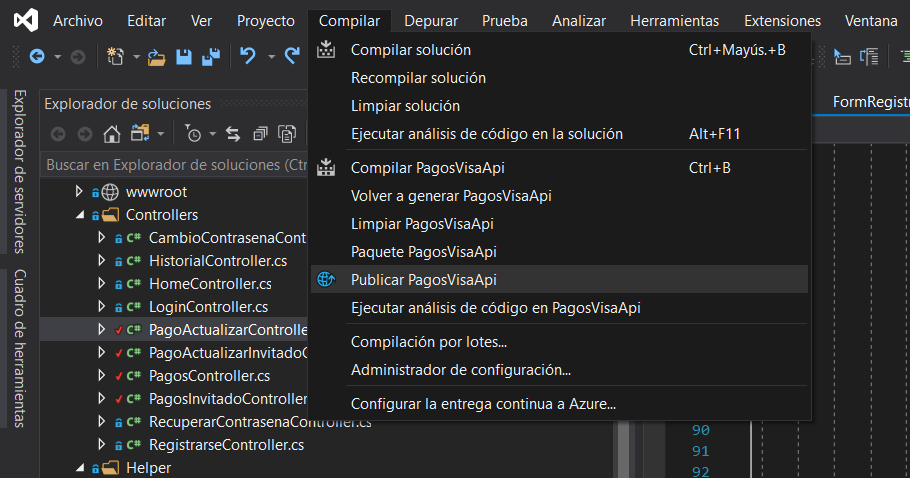 Archivo Editar Ver Proyecto Compilar Depurar Prueba Analizar Herramientas Extensiones Ventana
Compilar solución Ctrl+Mayús.+B
Recompilar solución
Limpiar solución
Ejecutar análisis de código en la solución Alt+F11
Compilar PagosVisaApi Ctrl+B
Volver a generar PagosVisaApi
Limpiar PagosVisaApi
Paquete PagosVisaApi
Publicar PagosVisaApi
Ejecutar análisis de código en PagosVisaApi
Compilación por lotes...
Administrador de configuración...
Configurar la entrega continua a Azure...
Explorador de servidores
Cuadro de herramientas
Explorador de soluciones
Buscar en Explorador de soluciones (Ctr
wwwroot
Controllers
C# CambioContrasenaCont
C# HistorialController.cs
C# HomeController.cs
C# LoginController.cs
C# PagoActualizarControlle
C# PagoActualizarInvitadoC
C# PagosController.cs
C# PagosInvitadoController
C# RecuperarContrasenaController.cs
C# RegistrarseController.cs
Helper
FormRegistr
90
91
92